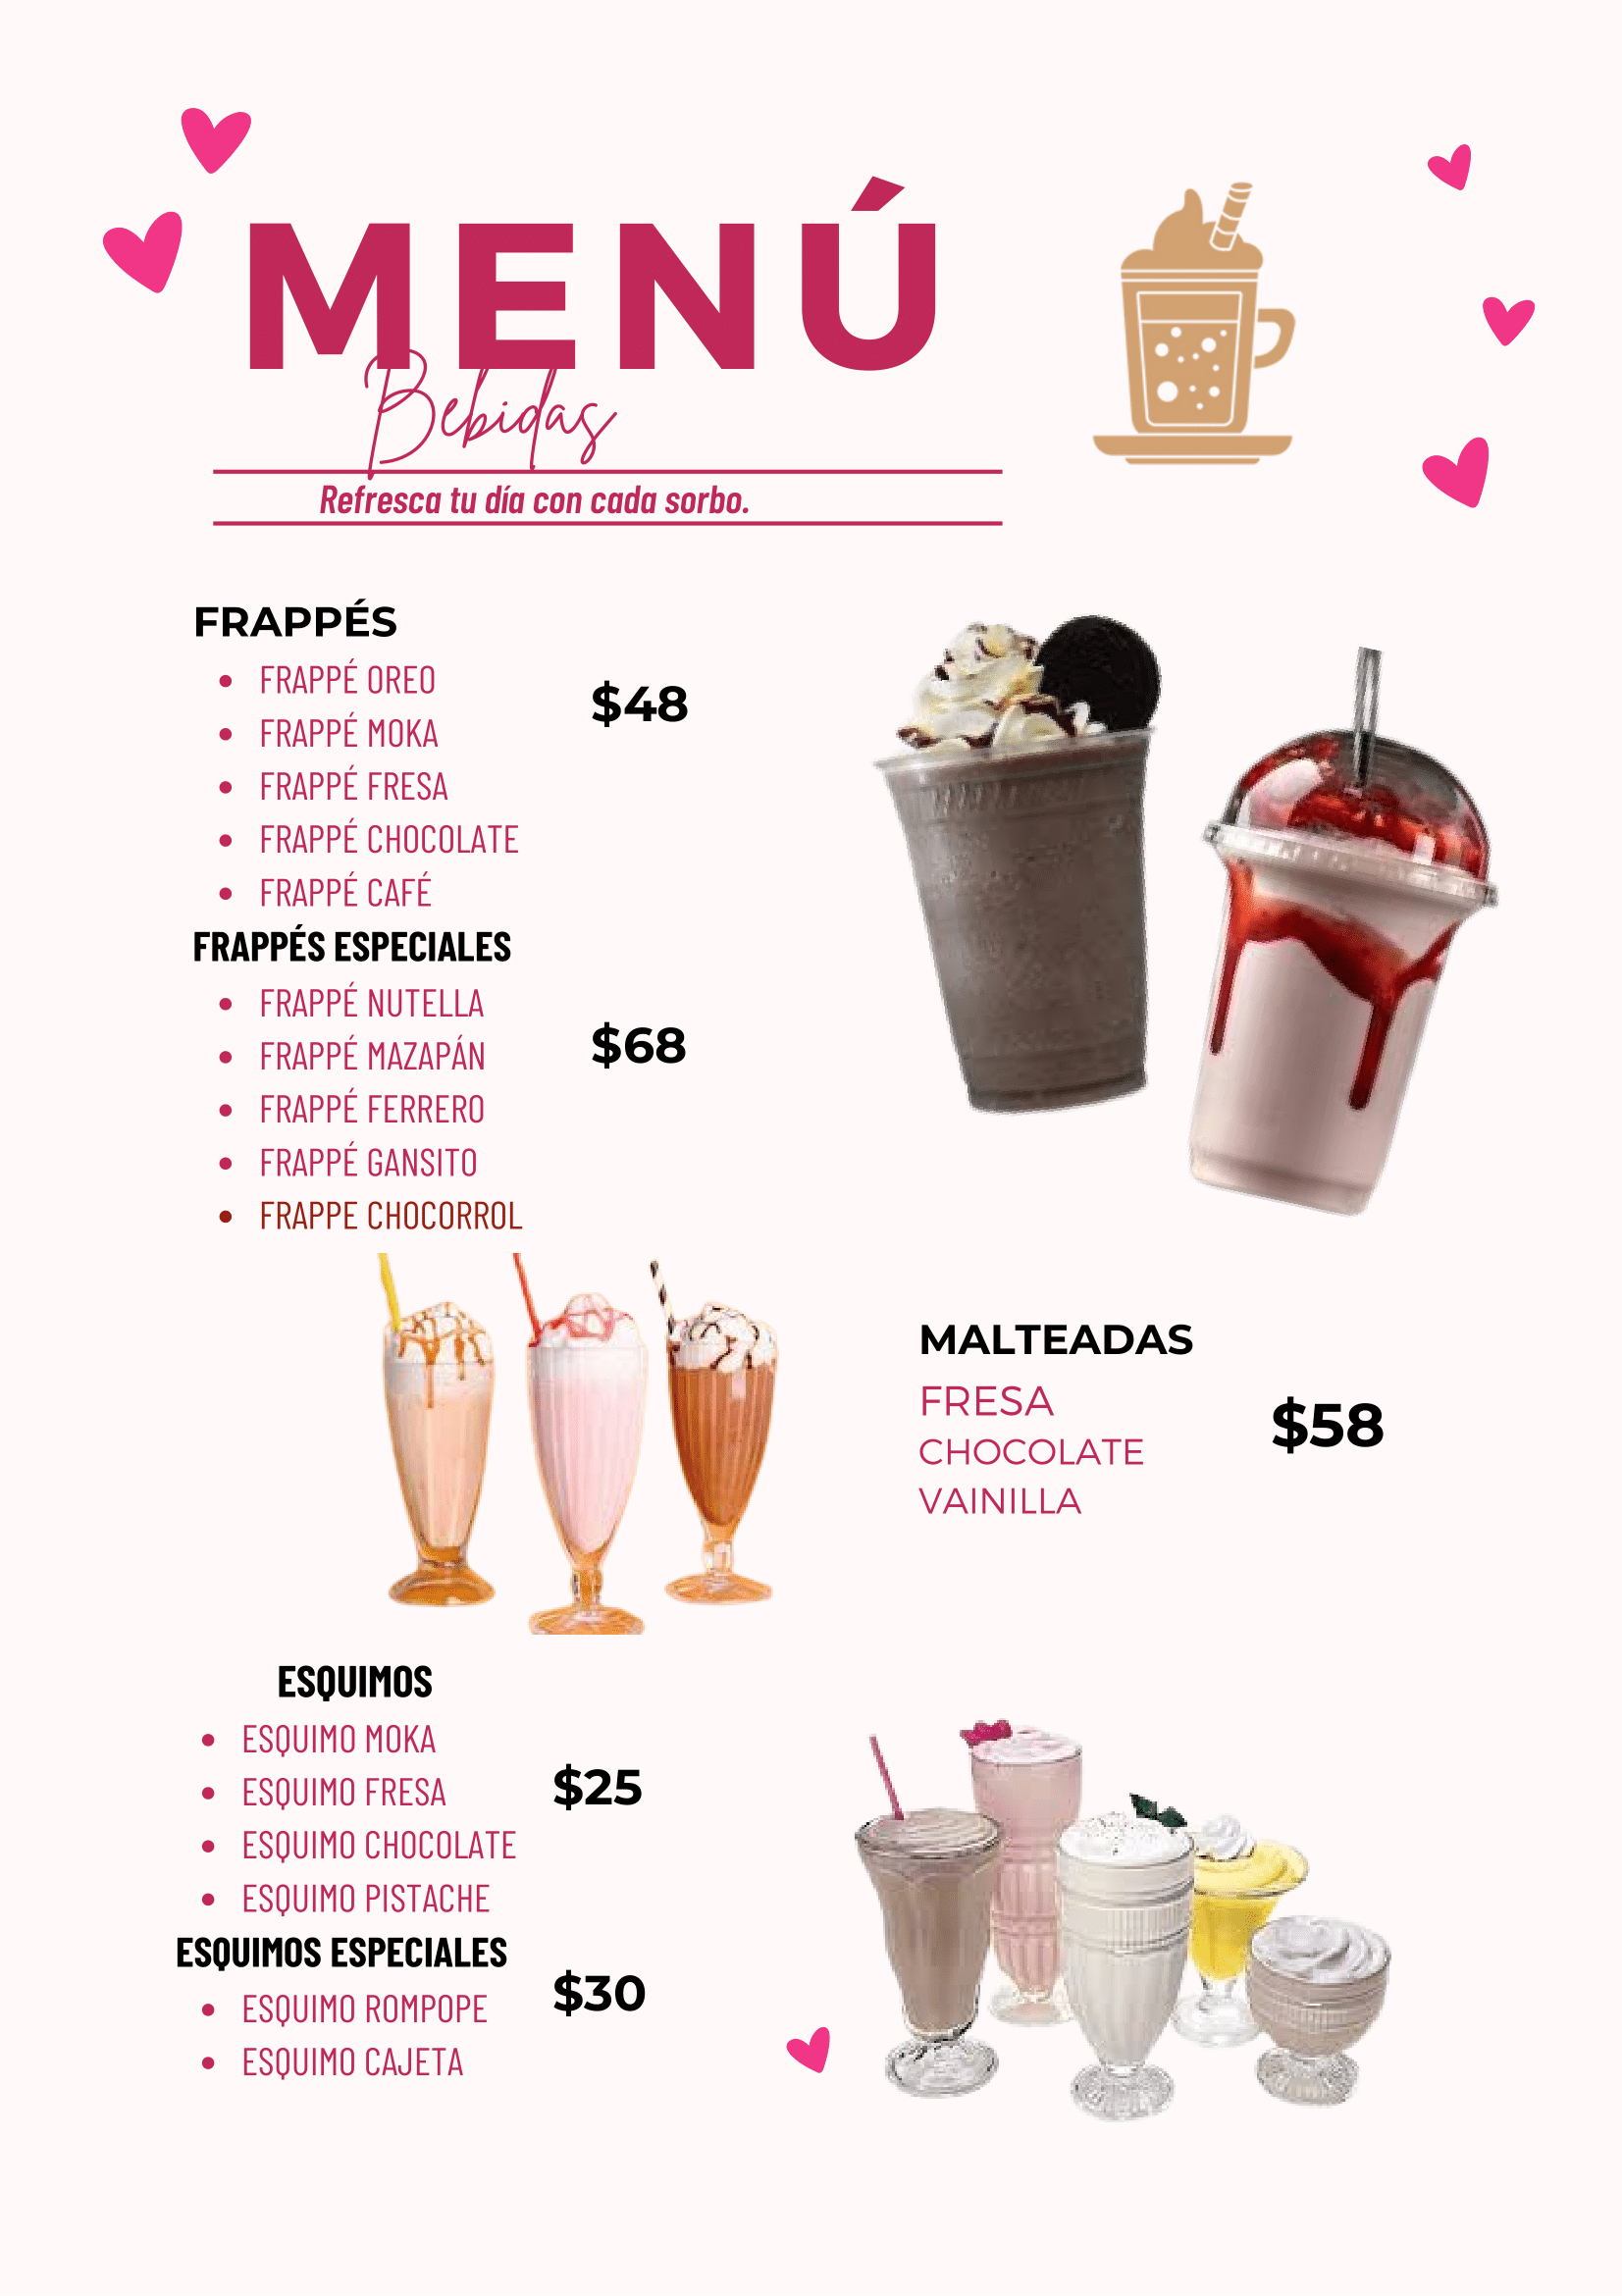 MENÚ
Bebidas
Refresca tu día con cada sorbo.
FRAPPÉS
• FRAPPÉ OREO
$48
• FRAPPÉ MOKA
• FRAPPÉ FRESA
• FRAPPÉ CHOCOLATE
• FRAPPÉ CAFÉ
FRAPPÉS ESPECIALES
• FRAPPÉ NUTELLA
$68
• FRAPPÉ MAZAPÁN
• FRAPPÉ FERRERO
• FRAPPÉ GANSITO
• FRAPPE CHOCORROL
MALTEADAS
FRESA
$58
CHOCOLATE
VAINILLA
ESQUIMOS
• ESQUIMO MOKA
$25
• ESQUIMO FRESA
• ESQUIMO CHOCOLATE
• ESQUIMO PISTACHE
ESQUIMOS ESPECIALES
$30
• ESQUIMO ROMPOPE
• ESQUIMO CAJETA